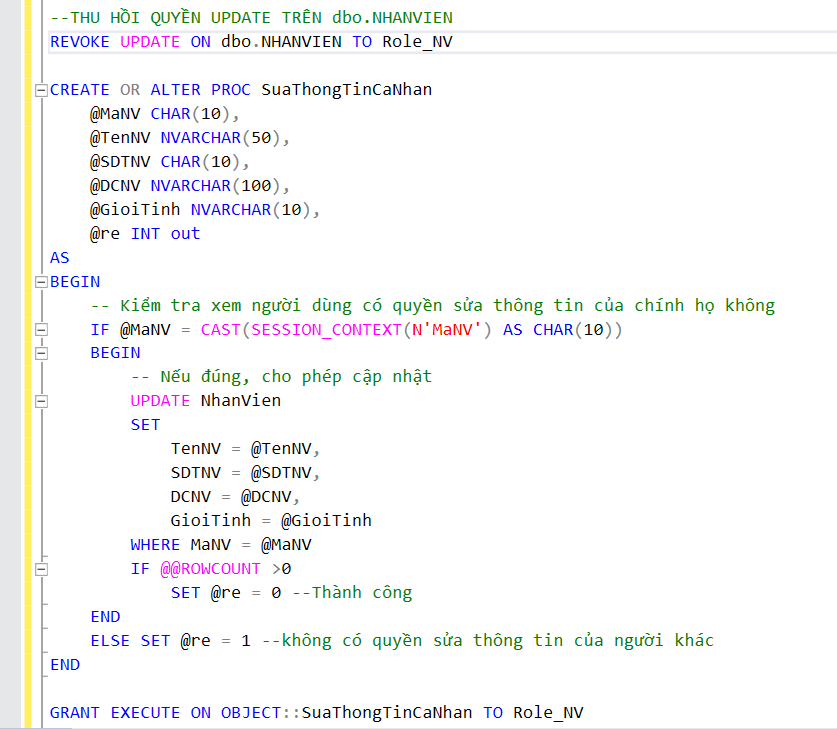 --THU HỒI QUYỀN UPDATE TRÊN dbo.NHANVIEN
REVOKE UPDATE ON dbo.NHANVIEN TO Role_NV
CREATE OR ALTER PROC SuaThongTinCaNhan
@MaNV CHAR(10),
@TenNV NVARCHAR(50),
@SDTNV CHAR(10),
@DCNV NVARCHAR(100),
@GioiTinh NVARCHAR(10),
@re INT out
AS
BEGIN
-- Kiểm tra xem người dùng có quyền sửa thông tin của chính họ không
IF @MaNV = CAST(SESSION_CONTEXT(N'MaNV') AS CHAR(10))
BEGIN
-- Nếu đúng, cho phép cập nhật
UPDATE NhanVien
SET
TenNV = @TenNV,
SDTNV = @SDTNV,
DCNV = @DCNV,
GioiTinh = @GioiTinh
WHERE MaNV = @MaNV
IF @@ROWCOUNT >0
SET @re = 0 --Thành công
END
ELSE SET @re = 1 --không có quyền sửa thông tin của người khác
END
GRANT EXECUTE ON OBJECT::SuaThongTinCaNhan TO Role_NV